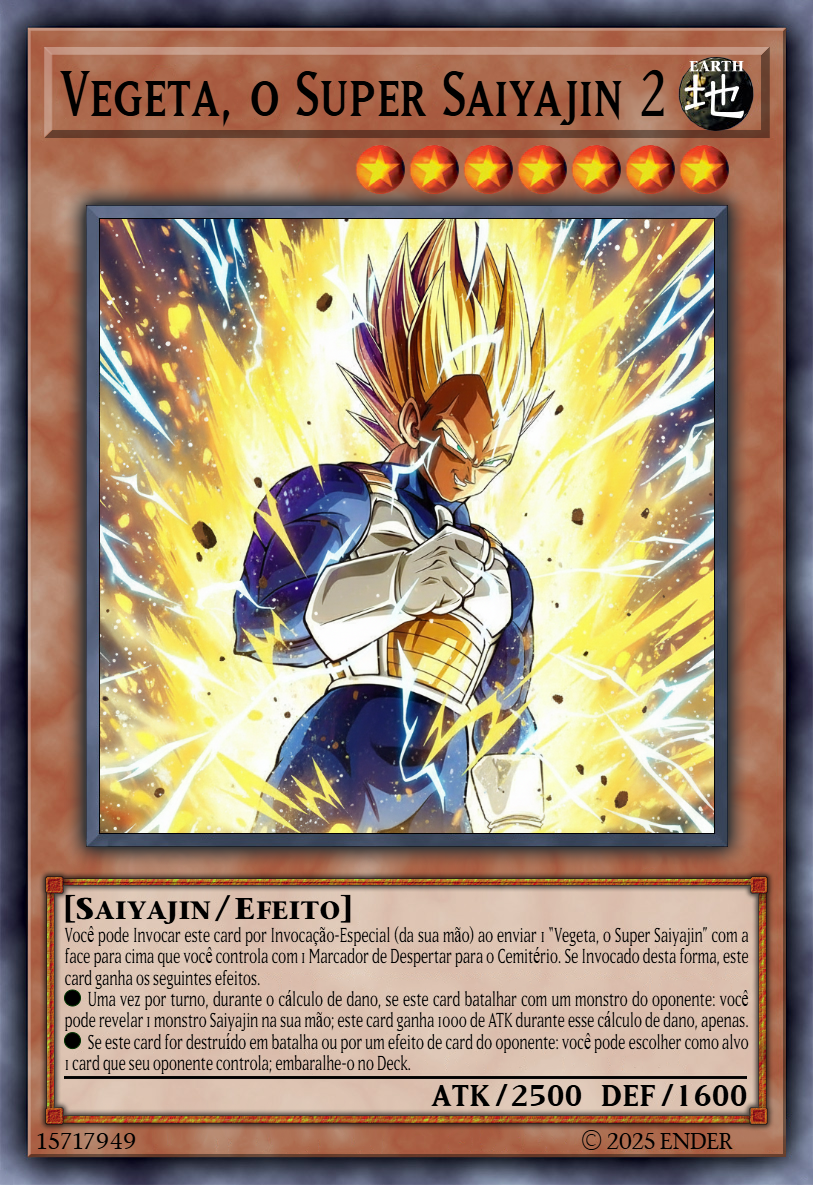 Vegeta, o Super Saiyajin 2
EARTH
地
[Saiyajin/Efeito]
Você pode Invocar este card por Invocação-Especial (da sua mão) ao enviar 1 "Vegeta, o Super Saiyajin" com a
face para cima que você controla com 1 Marcador de Despertar para o Cemitério. Se Invocado desta forma, este
card ganha os seguintes efeitos.
● Uma vez por turno, durante o cálculo de dano, se este card batalhar com um monstro do oponente: você
pode revelar 1 monstro Saiyajin na sua mão; este card ganha 1000 de ATK durante esse cálculo de dano, apenas.
● Se este card for destruído em batalha ou por um efeito de card do oponente: você pode escolher como alvo
1 card que seu oponente controla; embaralhe-o no Deck.
ATK/2500 DEF/1600
15717949
© 2025 ENDER